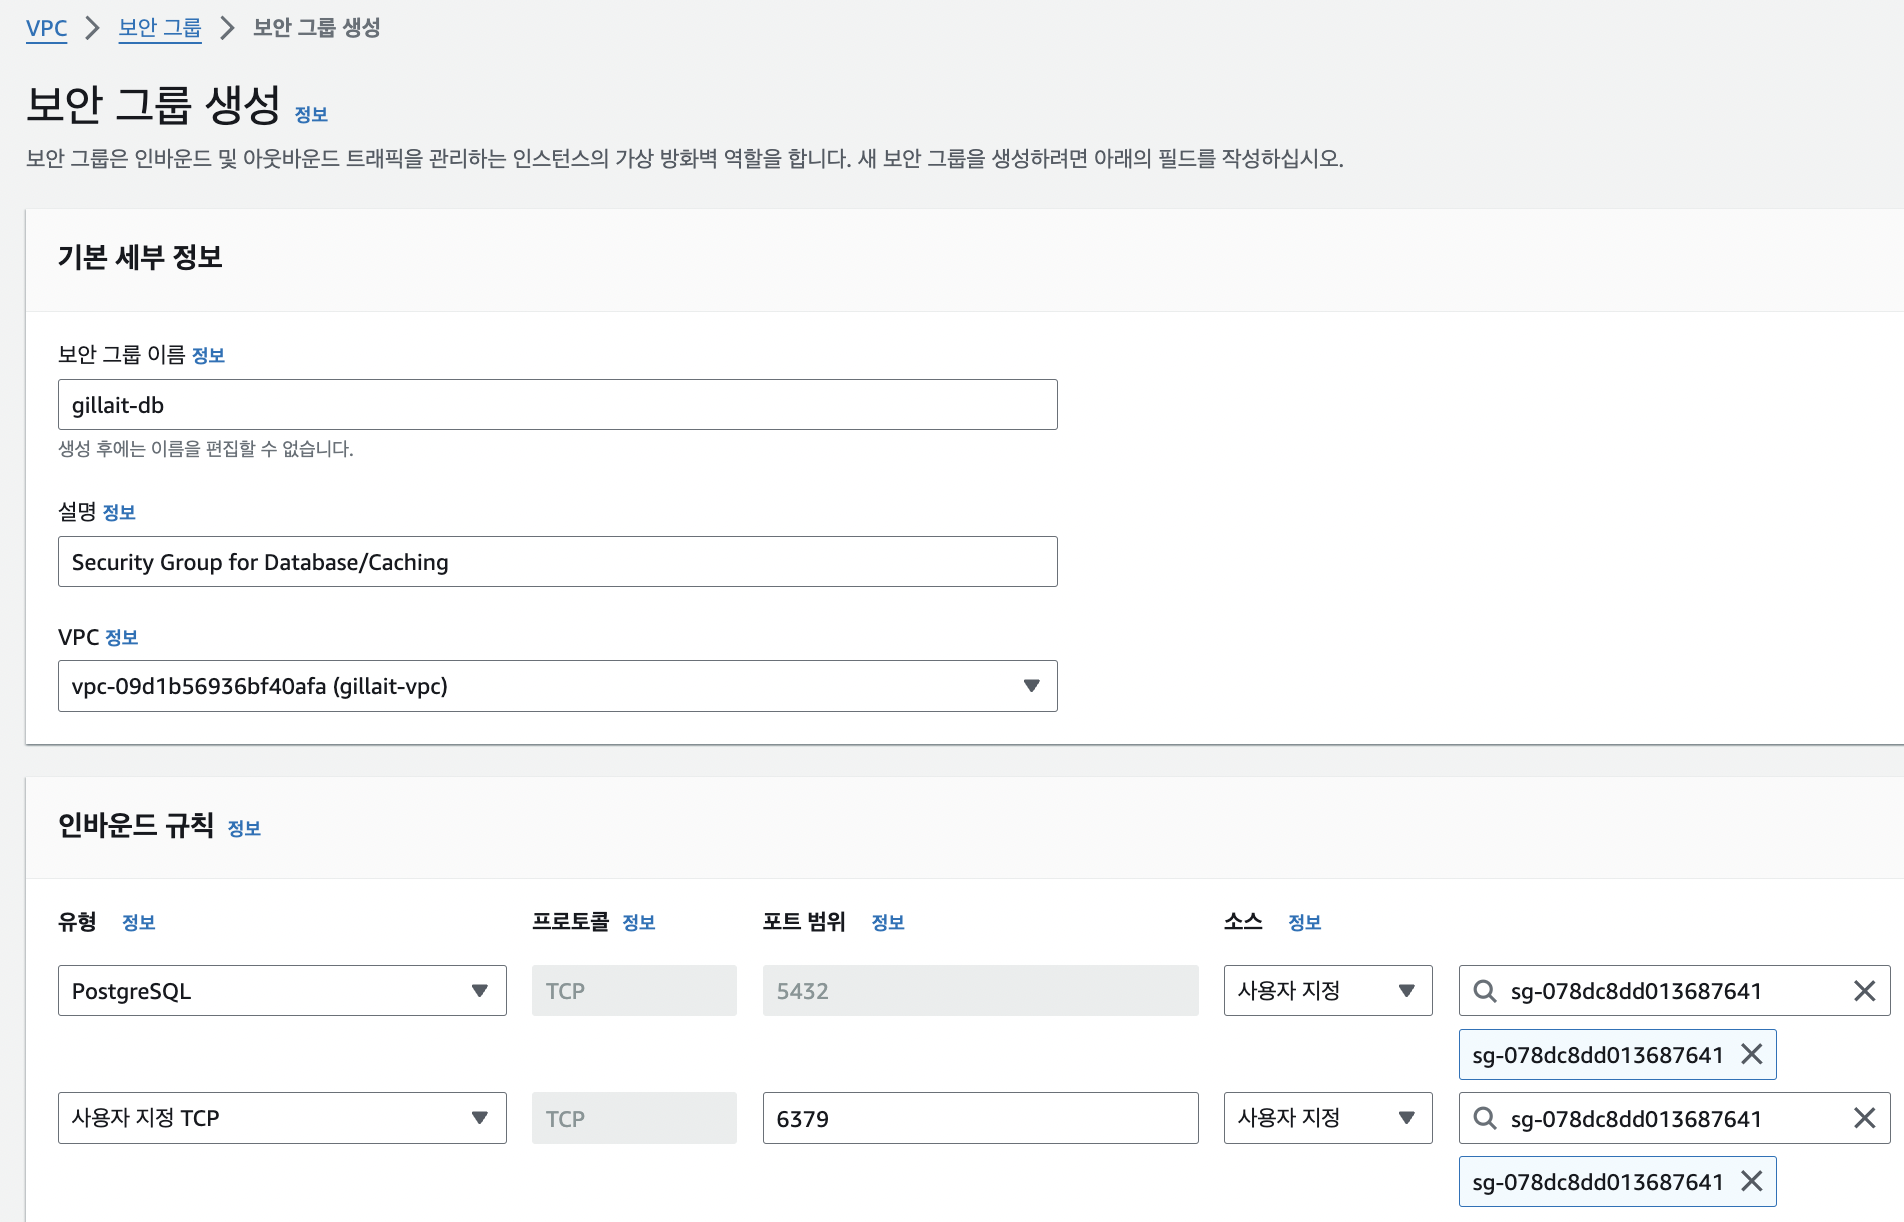 VPC > 보안 그룹 > 보안 그룹 생성
보안 그룹 생성 정보
보안 그룹은 인바운드 및 아웃바운드 트래픽을 관리하는 인스턴스의 가상 방화벽 역할을 합니다. 새 보안 그룹을 생성하려면 아래의 필드를 작성하십시오.
기본 세부 정보
보안 그룹 이름 정보
gillait-db
생성 후에는 이름을 편집할 수 없습니다.
설명 정보
Security Group for Database/Caching
VPC 정보
vpc-09d1b56936bf40afa (gillait-vpc)
인바운드 규칙 정보
유형 정보 프로토콜 정보 포트 범위 정보 소스 정보
PostgreSQL TCP 5432 사용자 지정 sg-078dc8dd013687641
sg-078dc8dd013687641
사용자 지정 TCP TCP 6379 사용자 지정 sg-078dc8dd013687641
sg-078dc8dd013687641